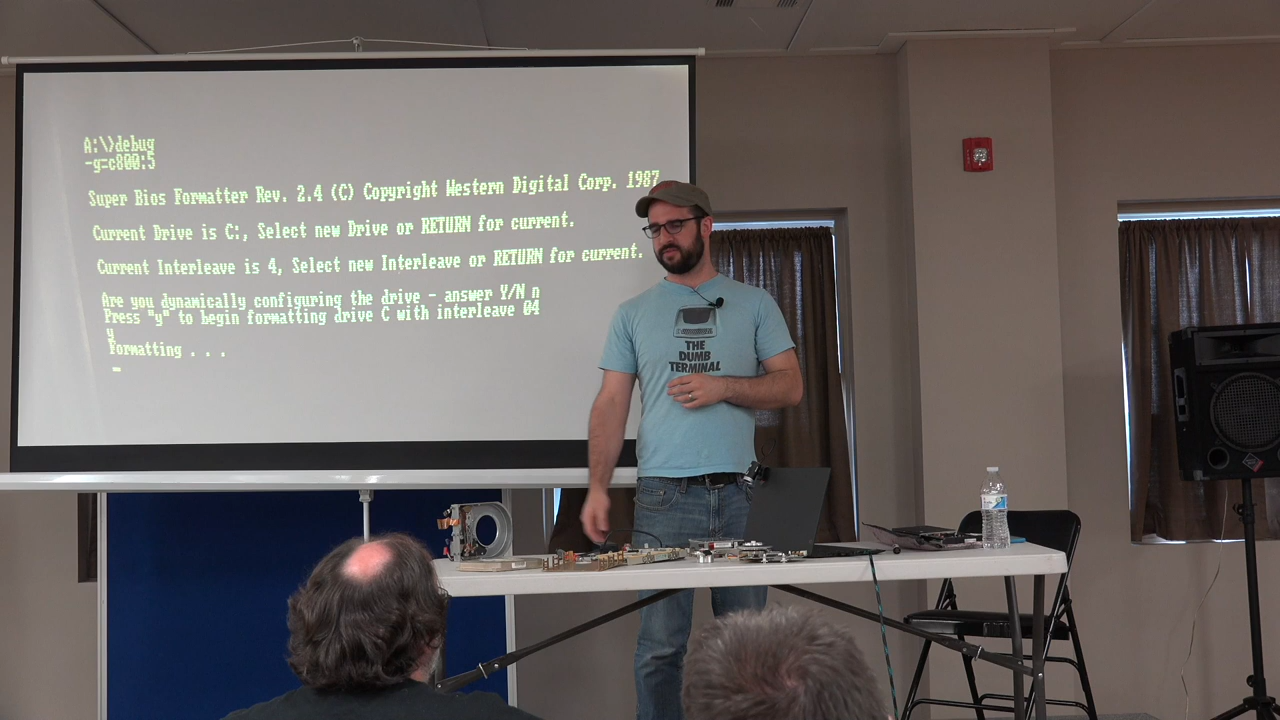 A:\>debug
-g=c800:5
Super Bios Formatter Rev. 2.4 (C) Copyright Western Digital Corp. 1987
Current Drive is C:, Select new Drive or RETURN for current.
Current Interleave is 4, Select new Interleave or RETURN for current.
Are you dynamically configuring the drive - answer Y/N n
Press "y" to begin formatting drive C with interleave 04
y
Formatting . . .
THE
DUMB
TERMINAL